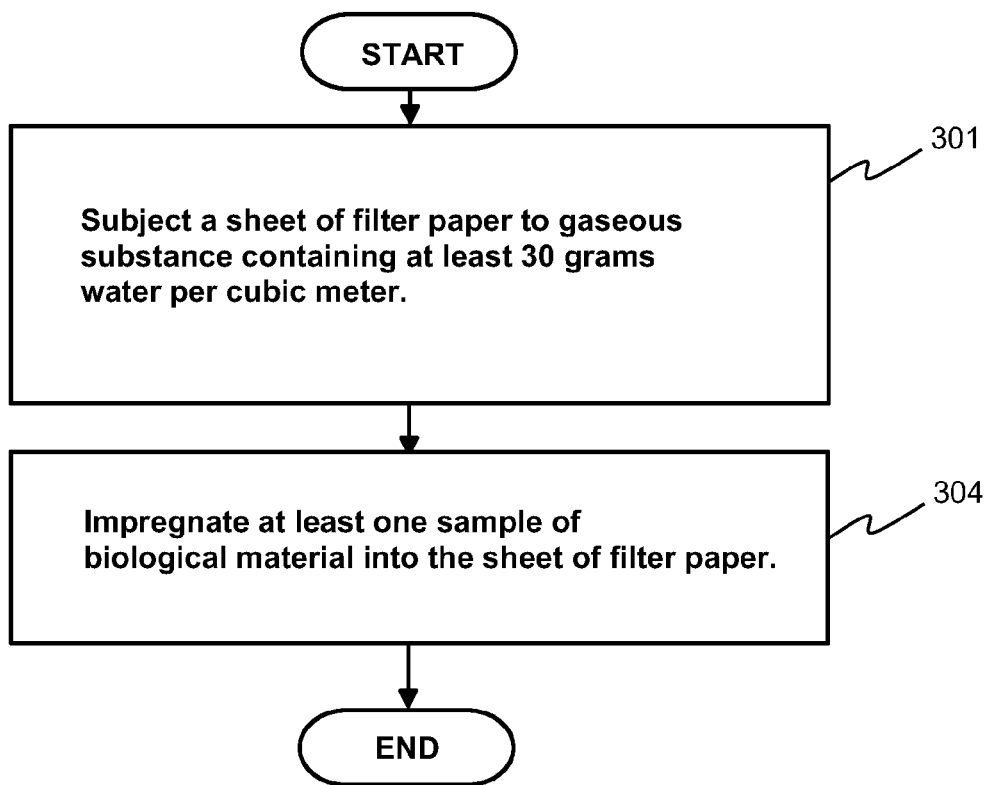 START
301
Subject a sheet of filter paper to gaseous
substance containing at least 30 grams
water per cubic meter.
304
Impregnate at least one sample of
biological material into the sheet of filter paper.
END